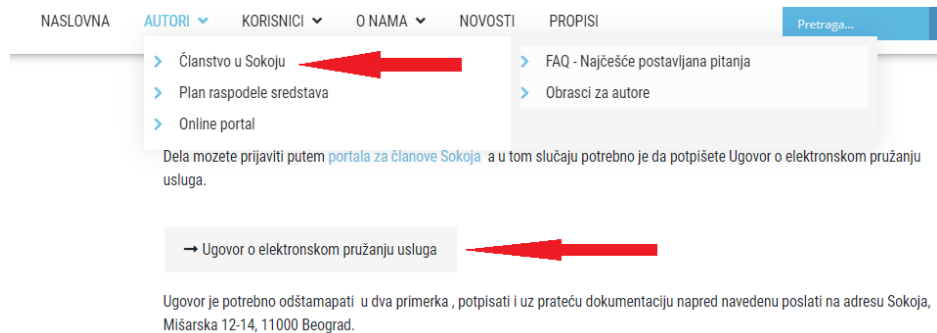 NASLOVNA AUTORI KORISNICI O NAMA NOVOSTI PROPISI Pretraga...
Članstvo u Sokoju FAQ - Najčešće postavljana pitanja
Plan raspodele sredstava Obrasci za autore
Online portal
Dela mozete prijaviti putem portala za članove Sokoja a u tom slučaju potrebno je da potpišete Ugovor o elektronskom pružanju
usluga.
→ Ugovor o elektronskom pružanju usluga
Ugovor je potrebno odštamapati u dva primerka , potpisati i uz prateću dokumentaciju napred navedenu poslati na adresu Sokoja,
Mišarska 12-14, 11000 Beograd.